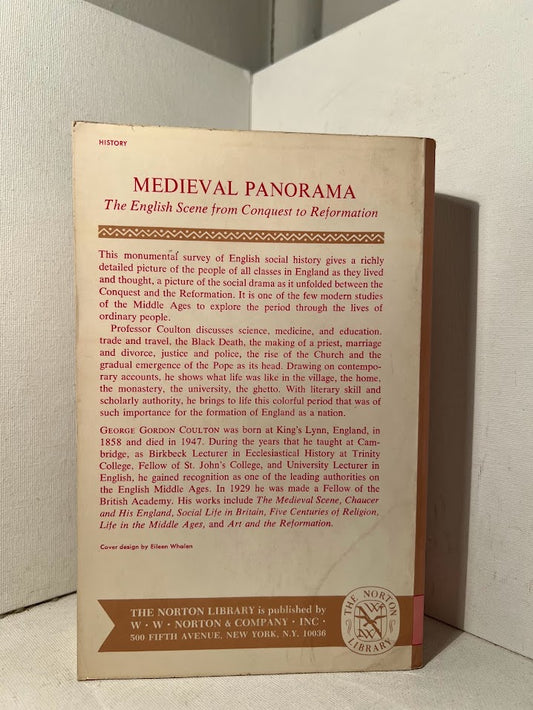 HISTORY
MEDIEVAL PANORAMA
The English Scene from Conquest to Reformation
This monumental survey of English social history gives a richly
detailed picture of the people of all classes in England as they lived
and thought, a picture of the social drama as it unfolded between the
Conquest and the Reformation. It is one of the few modern studies
of the Middle Ages to explore the period through the lives of
ordinary people.
Professor Coulton discusses science, medicine, and education,
trade and travel, the Black Death, the making of a priest, marriage
and divorce, justice and police, the rise of the Church and the
gradual emergence of the Pope as its head. Drawing on contempo-
rary accounts, he shows what life was like in the village, the home,
the monastery, the university, the ghetto. With literary skill and
scholarly authority, he brings to life this colorful period that was of
such importance for the formation of England as a nation.
GEORGE GORDON COULTON was born at King's Lynn, England, in
1858 and died in 1947. During the years that he taught at Cam-
bridge, as Birkbeck Lecturer in Ecclesiastical History at Trinity
College, Fellow of St. John's College, and University Lecturer in
English, he gained recognition as one of the leading authorities on
the English Middle Ages. In 1929 he was made a Fellow of the
British Academy. His works include The Medieval Scene, Chaucer
and His England, Social Life in Britain, Five Centuries of Religion,
Life in the Middle Ages, and Art and the Reformation.
Cover design by Eileen Whalen
THE NORTON LIBRARY is published by
W · W · NORTON & COMPANY · INC ·
500 FIFTH AVENUE, NEW YORK, N.Y. 10036
THE NORTON
W W N
LIBRARY